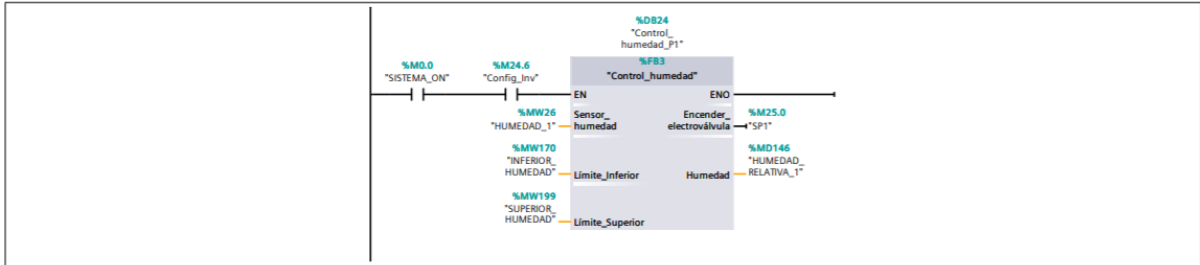 %DB24
"Control_
humedad_P1"
%M0.0
"SISTEMA_ON"
%M24.6
"Config_Inv"
%FB3
"Control_humedad"
EN
ENO
%MW26
"HUMEDAD_1"
Sensor_
humedad
Encender_
electroválvula
%M25.0
"SP1"
%MW170
"INFERIOR_
HUMEDAD"
Límite_Inferior
Humedad
%MD146
"HUMEDAD_
RELATIVA_1"
%MW199
"SUPERIOR_
HUMEDAD"
Límite_Superior